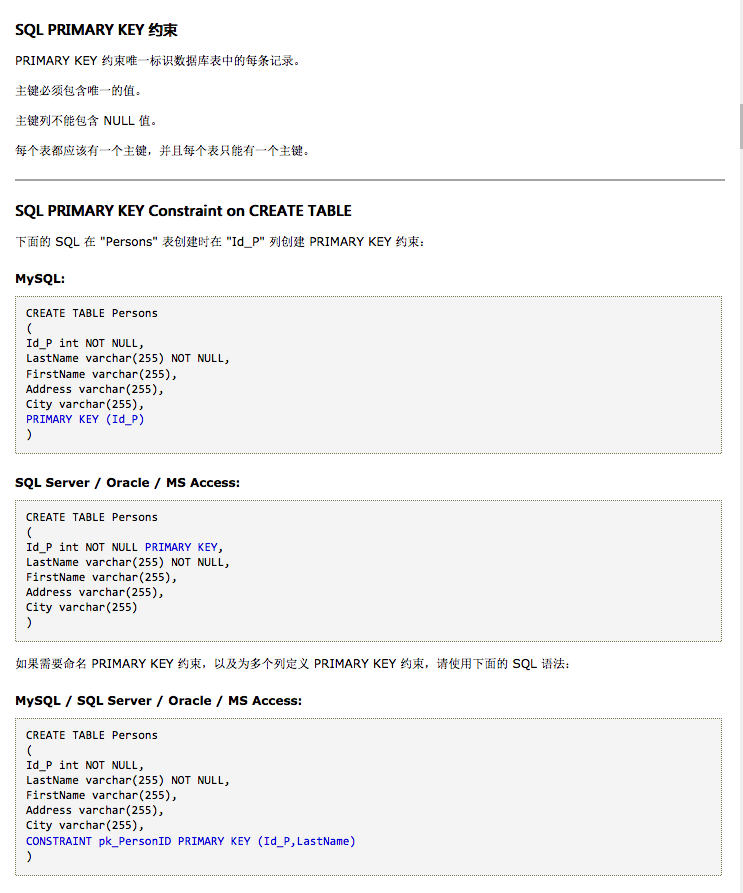 SQL PRIMARY KEY 约束
PRIMARY KEY 约束唯一标识数据库表中的每条记录。
主键必须包含唯一的值。
主键列不能包含 NULL 值。
每个表都应该有一个主键，并且每个表只能有一个主键。
SQL PRIMARY KEY Constraint on CREATE TABLE
下面的 SQL 在 "Persons" 表创建时在 "Id_P" 列创建 PRIMARY KEY 约束：
MySQL:
CREATE TABLE Persons
(
Id_P int NOT NULL,
LastName varchar(255) NOT NULL,
FirstName varchar(255),
Address varchar(255),
City varchar(255),
PRIMARY KEY (Id_P)
)
SQL Server / Oracle / MS Access:
CREATE TABLE Persons
(
Id_P int NOT NULL PRIMARY KEY,
LastName varchar(255) NOT NULL,
FirstName varchar(255),
Address varchar(255),
City varchar(255)
)
如果需要命名 PRIMARY KEY 约束，以及为多个列定义 PRIMARY KEY 约束，请使用下面的 SQL 语法：
MySQL / SQL Server / Oracle / MS Access:
CREATE TABLE Persons
(
Id_P int NOT NULL,
LastName varchar(255) NOT NULL,
FirstName varchar(255),
Address varchar(255),
City varchar(255),
CONSTRAINT pk_PersonID PRIMARY KEY (Id_P,LastName)
)